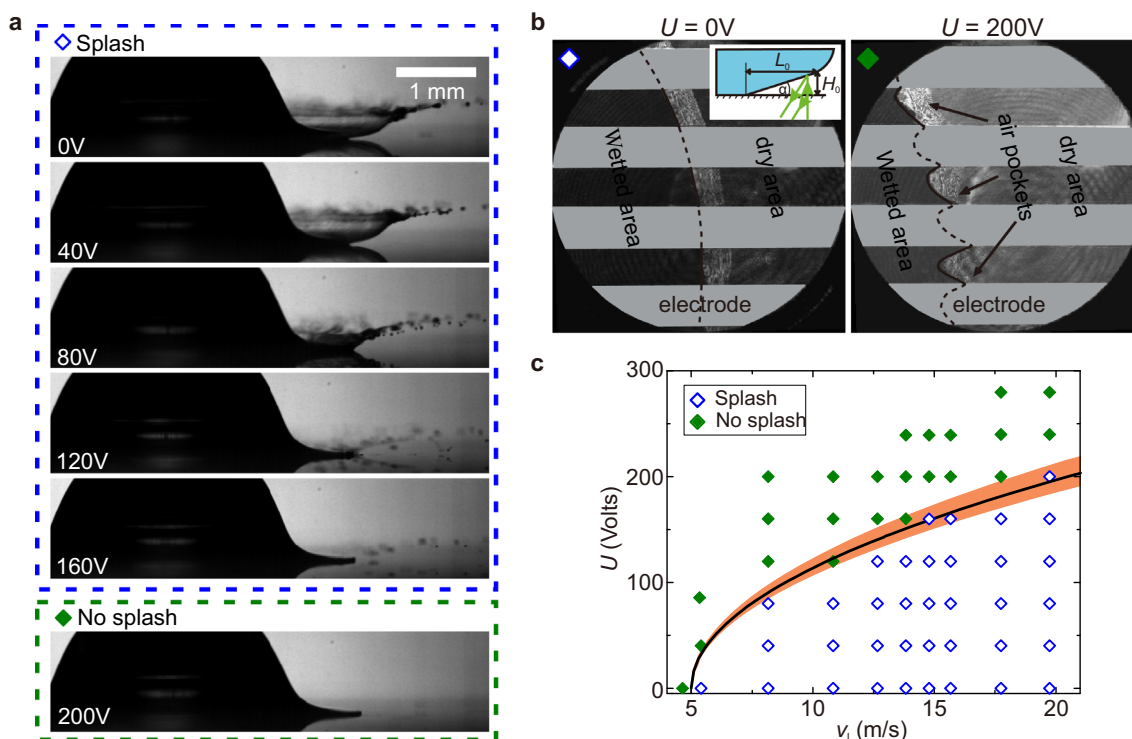 a
Splash
1 mm
0V
40V
80V
120V
160V
No splash
200V
b
U = 0V
U = 200V
L₀
H₀
α
Wetted area
dry area
electrode
air pockets
Wetted area
dry area
electrode
c
Splash
No splash
U (Volts)
300
200
100
0
5
10
15
20
vₗ (m/s)